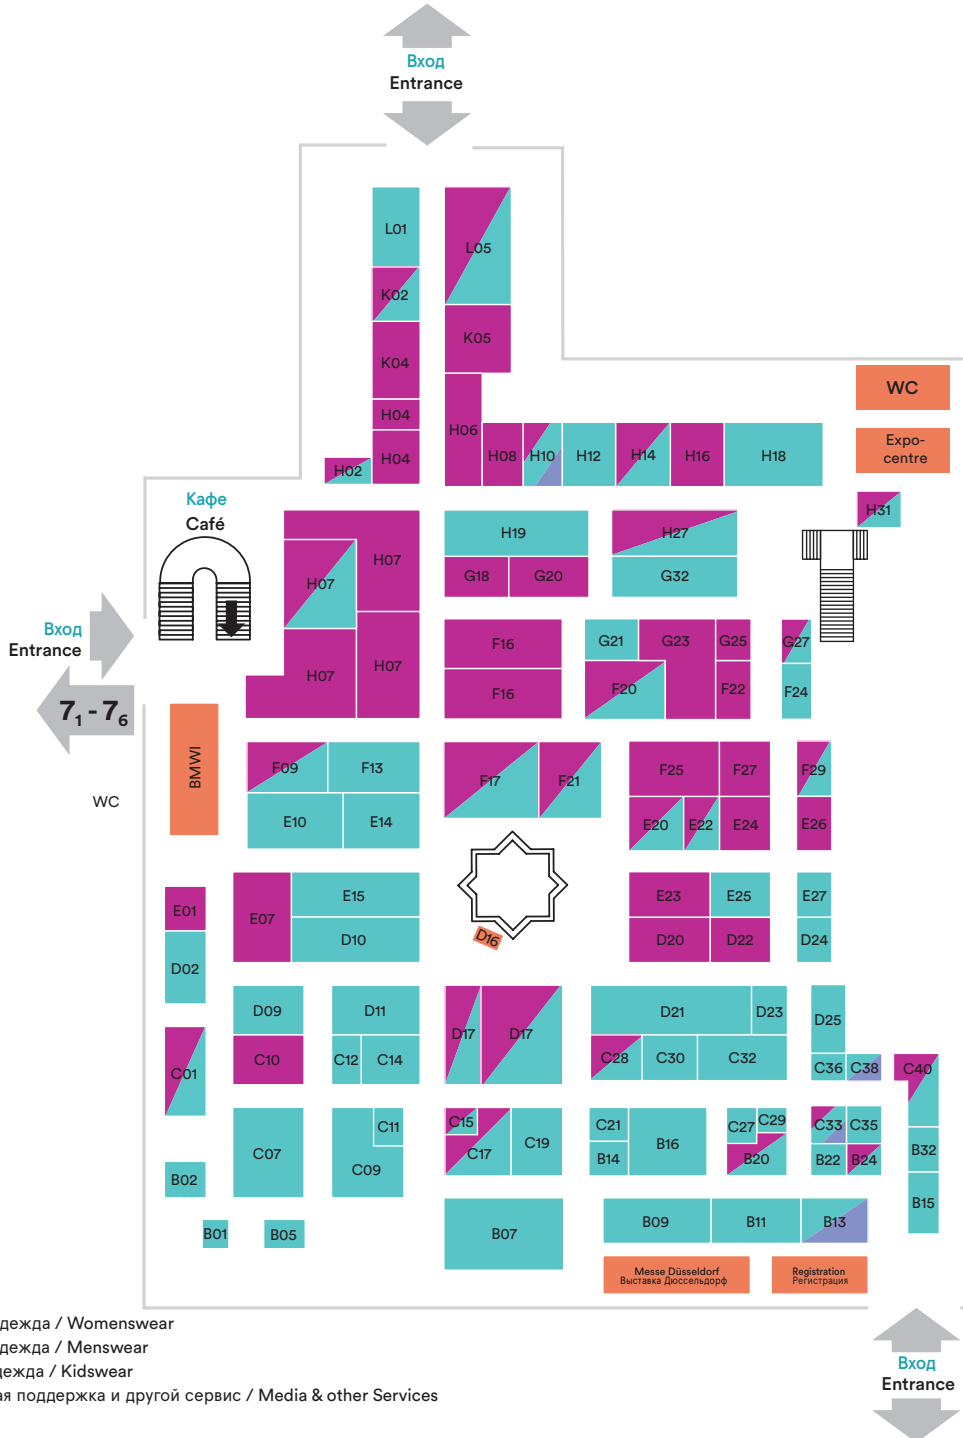 Вход
Entrance
L01
L05
K02
K05
K04
WC
H04
H06
Expo-
centre
H04
H02
H08
H10
H12
H14
H16
H18
Кафе
Café
H31
H19
H27
H07
H07
G18
G20
G32
Вход
Entrance
F16
G21
G23
G25
G27
H07
H07
F16
F20
F22
F24
7₁ - 7₆
BMWI
WC
F09
F13
F17
F21
F25
F27
F29
E10
E14
E20
E22
E24
E26
E01
E07
E15
E23
E25
E27
D10
D16
D20
D22
D24
D02
D09
D11
D17
D17
D21
D23
D25
C01
C10
C12
C14
C28
C30
C32
C36
C38
C40
C07
C11
C09
C15
C17
C19
C21
B14
B16
C27
C29
B20
C33
C35
B22
B24
B32
B02
B15
B01
B05
B07
B09
B11
B13
Messe Düsseldorf
Выставка Дюссельдорф
Registration
Регистрация
дежда / Womenswear
дежда / Menswear
дежда / Kidswear
ая поддержка и другой сервис / Media & other Services
Вход
Entrance